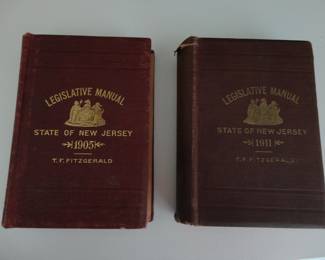 LEGISLATIVE MANUAL
STATE OF NEW JERSEY
1905
T. F. FITZGERALD
LEGISLATIVE MANUAL
STATE OF NEW JERSEY
1911
T. F. FITZGERALD